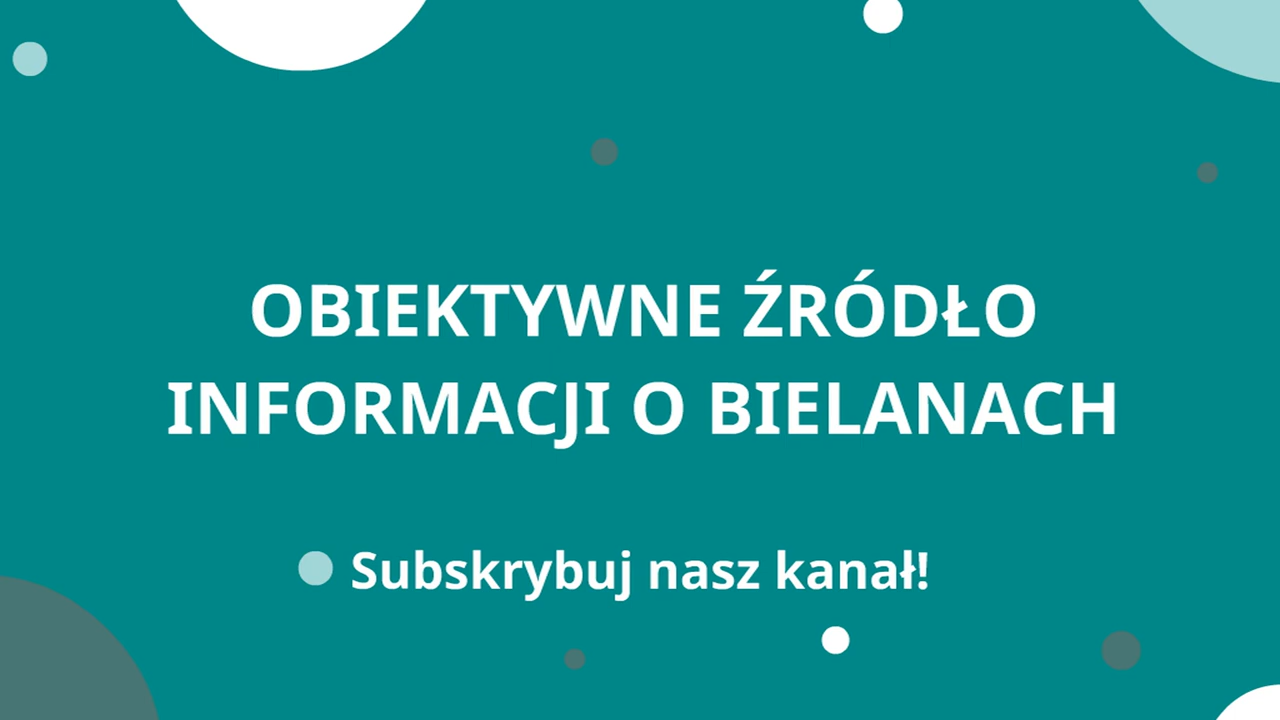 OBIEKTYWNE ŹRÓDŁO
INFORMACJI O BIELANACH
Subskrybuj nasz kanał!